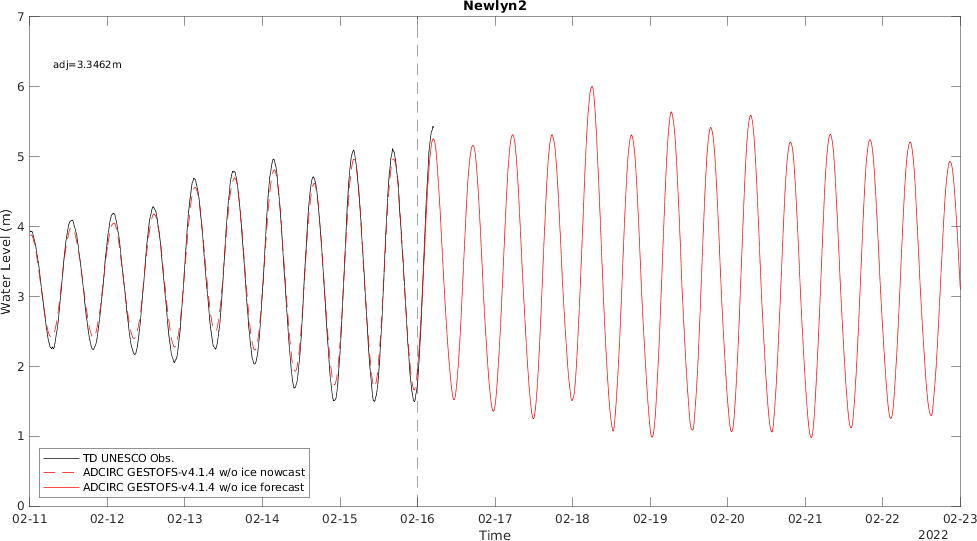 Newlyn2
7
6
5
4
3
2
1
0
Water Level (m)
adj=3.3462m
TD UNESCO Obs.
ADCIRC GESTOFS-v4.1.4 w/o ice nowcast
ADCIRC GESTOFS-v4.1.4 w/o ice forecast
02-11 02-12 02-13 02-14 02-15 02-16 02-17 02-18 02-19 02-20 02-21 02-22 02-23
Time
2022